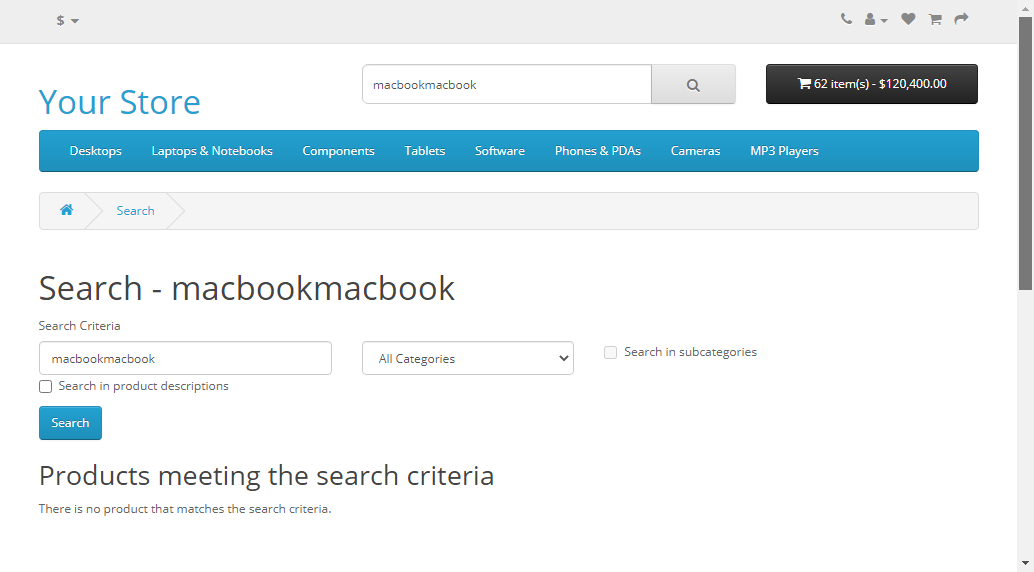 $
macbookmacbook
62 item(s) - $120,400.00
Your Store
Desktops Laptops & Notebooks Components Tablets Software Phones & PDAs Cameras MP3 Players
Search
Search - macbookmacbook
Search Criteria
macbookmacbook
All Categories
Search in subcategories
Search in product descriptions
Search
Products meeting the search criteria
There is no product that matches the search criteria.